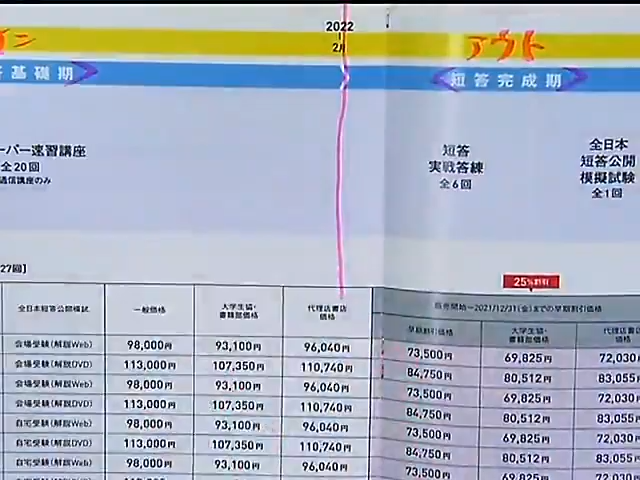 2022
2月
イン
アウト
基礎期
短答完成期
ーパー速習講座
全20回
通信講座のみ
短答
実戦答練
全6回
全日本
短答公開
模擬試験
全1回
27回]
25%割引
全日本短答公開模試 一般価格 大学生協・書籍部価格 代理店書店価格
販売開始〜2021/12/31(金)までの早期割引価格
早期割引価格 大学生協・書籍部価格 代理店書店価格
会場受験(解説Web) 98,000円 93,100円 96,040円 73,500円 69,825円 72,030円
会場受験(解説DVD) 113,000円 107,350円 110,740円 84,750円 80,512円 83,055円
会場受験(解説Web) 98,000円 93,100円 96,040円 73,500円 69,825円 72,030円
会場受験(解説DVD) 113,000円 107,350円 110,740円 84,750円 80,512円 83,055円
自宅受験(解説Web) 98,000円 93,100円 96,040円 73,500円 69,825円 72,030円
自宅受験(解説DVD) 113,000円 107,350円 110,740円 84,750円 80,512円 83,055円
自宅受験(解説Web) 98,000円 93,100円 96,040円 73,500円 69,825円 72,030円